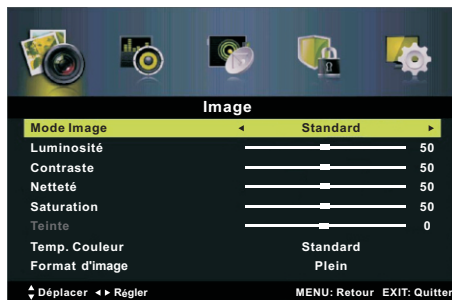 Image
Mode Image ◄ Standard ►
Luminosité 50
Contraste 50
Netteté 50
Saturation 50
Teinte 0
Temp. Couleur Standard
Format d'image Plein
Déplacer ◄ ► Régler MENU: Retour EXIT: Quitter